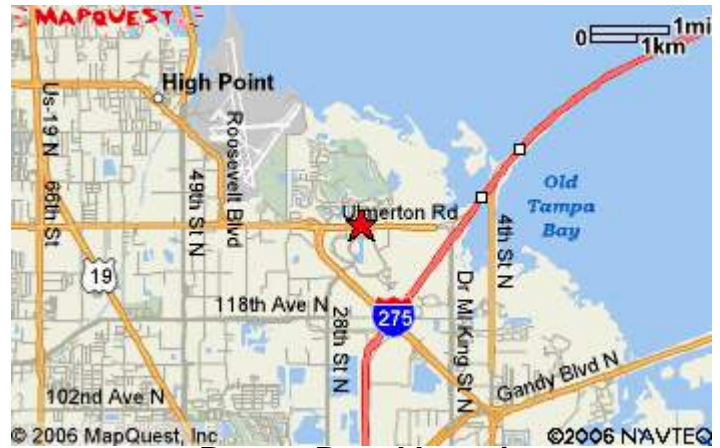 MAPQUEST
0 1mi
1km
High Point
Us-19 N
Roosevelt Blvd
66th St
49th St N
Ulmerton Rd
Old
Tampa
Bay
4th St N
19
118th Ave N
28th St N
275
Dr M King St N
Gandy Blvd N
102nd Ave N
© 2006 MapQuest, Inc
©2006 NAVTEQ